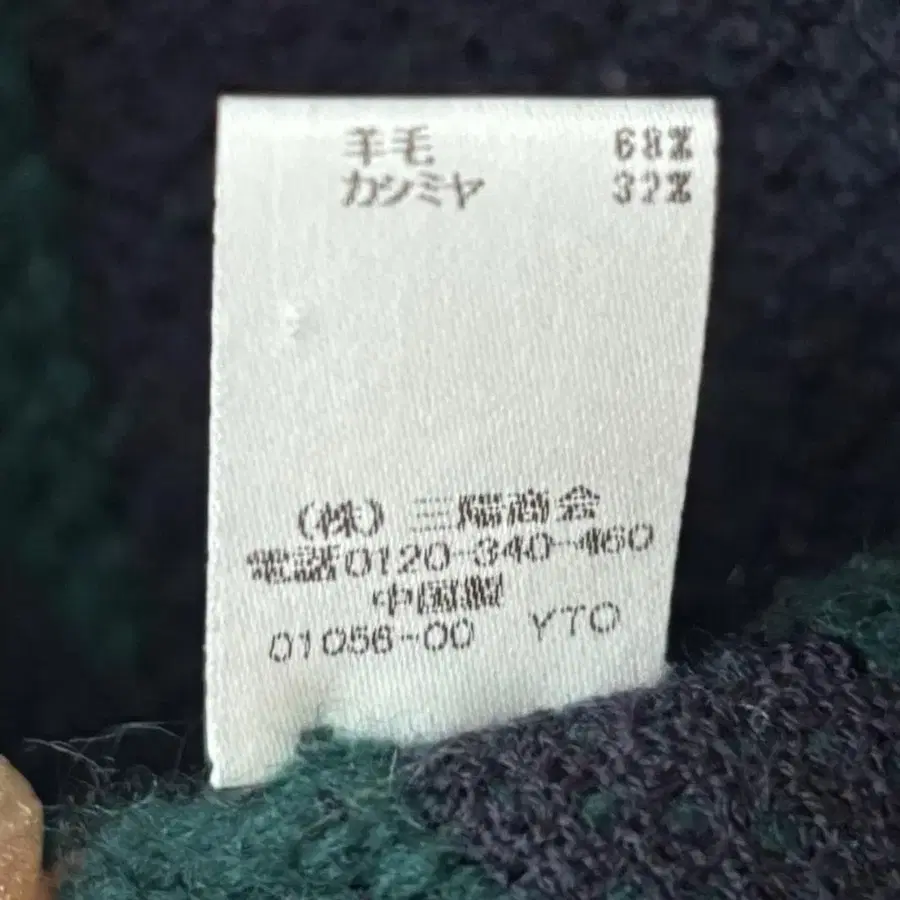 羊毛 68%
カシミヤ 32%
(株) 三陽商会
電話0120-340-460
中国製
01056-00 YTO